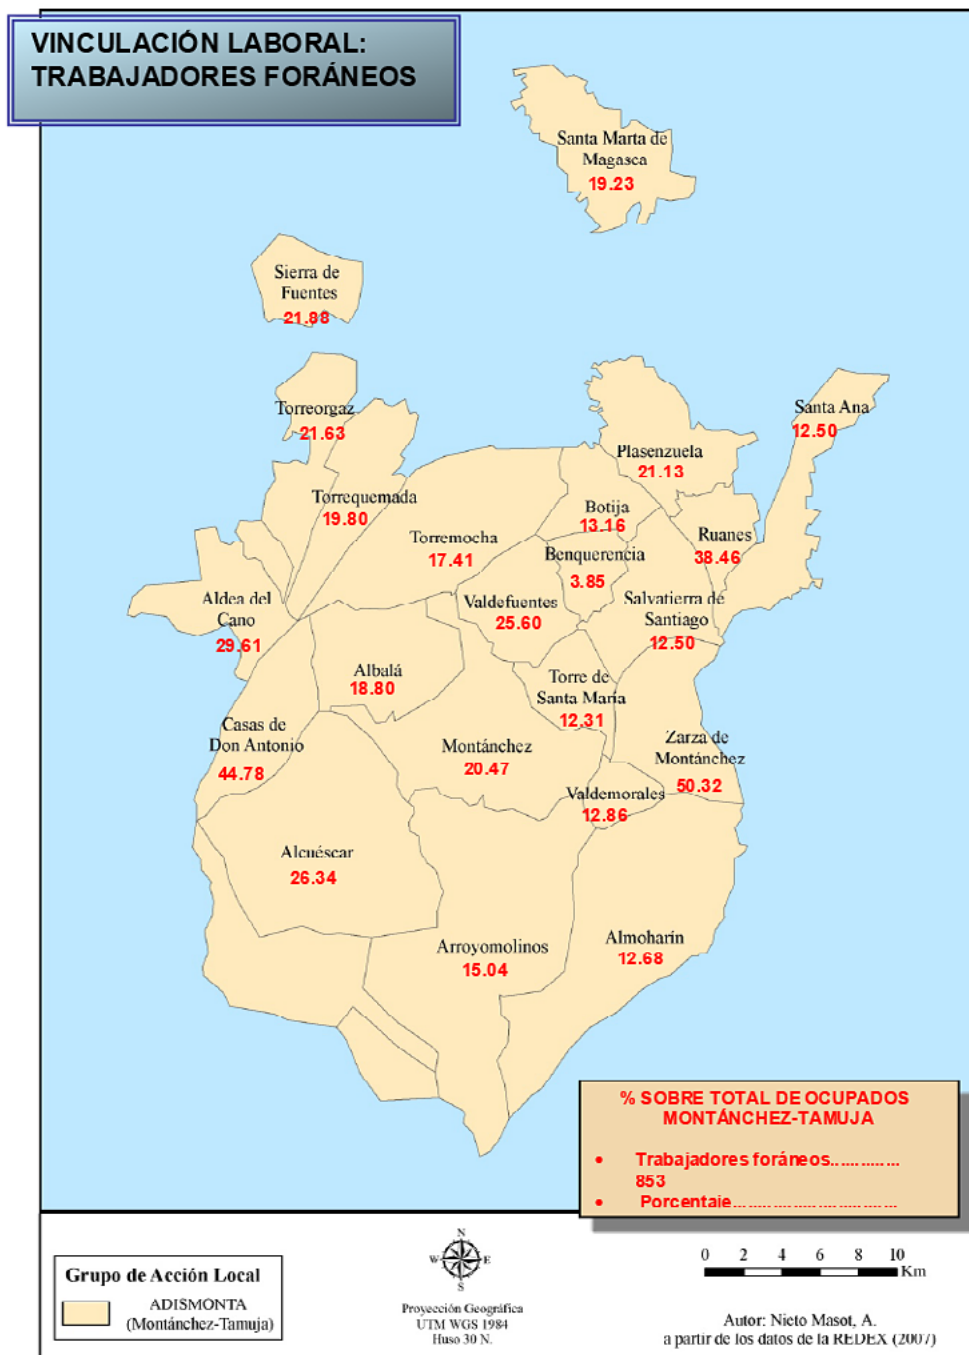 VINCULACIÓN LABORAL:
TRABAJADORES FORÁNEOS
Santa Marta de
Magasca
19.23
Sierra de
Fuentes
21.88
Torreorgaz
21.63
Santa Ana
12.50
Plasenzuela
21.13
Torrequemada
19.80
Botija
13.16
Torremocha
17.41
Ruanes
38.46
Benquerencia
3.85
Aldea del
Cano
29.61
Valdefuentes
25.60
Salvatierra de
Santiago
12.50
Albalá
18.80
Torre de
Santa María
12.31
Casas de
Don Antonio
44.78
Montánchez
20.47
Zarza de
Montánchez
50.32
Valdemorales
12.86
Alcuéscar
26.34
Arroyomolinos
15.04
Almoharín
12.68
% SOBRE TOTAL DE OCUPADOS
MONTÁNCHEZ-TAMUJA
• Trabajadores foráneos.............
853
• Porcentaje...............................
Grupo de Acción Local
ADISMONTA
(Montánchez-Tamuja)
N
W E
S
Proyección Geográfica
UTM WGS 1984
Huso 30 N.
0 2 4 6 8 10
Km
Autor: Nieto Masot, A.
a partir de los datos de la REDEX (2007)